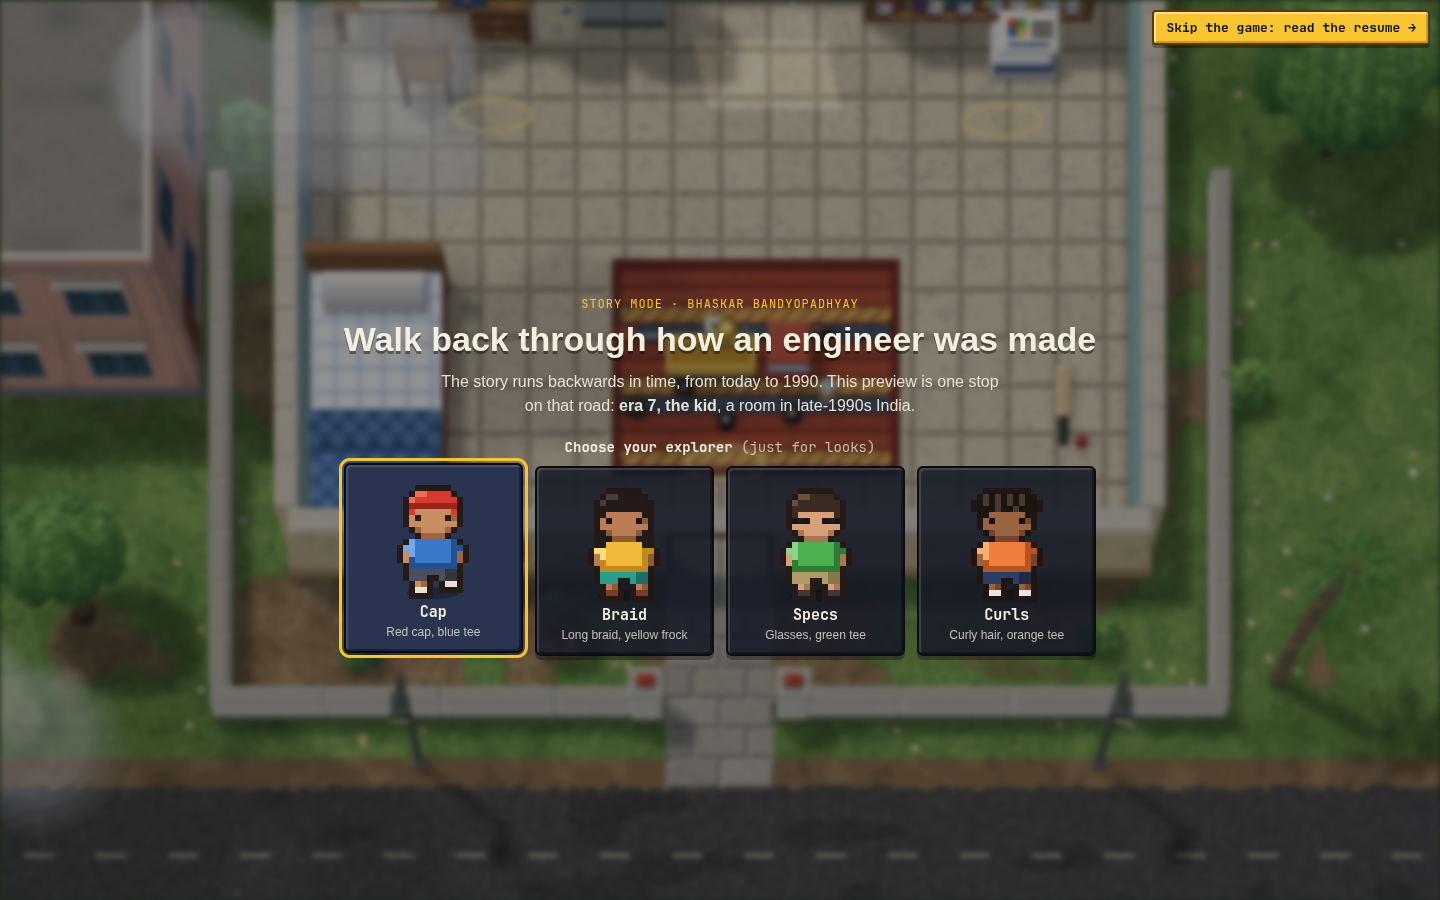 Skip the game: read the resume →
STORY MODE · BHASKAR BANDYOPADHYAY
Walk back through how an engineer was made
The story runs backwards in time, from today to 1990. This preview is one stop
on that road: era 7, the kid, a room in late-1990s India.
Choose your explorer (just for looks)
Cap
Red cap, blue tee
Braid
Long braid, yellow frock
Specs
Glasses, green tee
Curls
Curly hair, orange tee